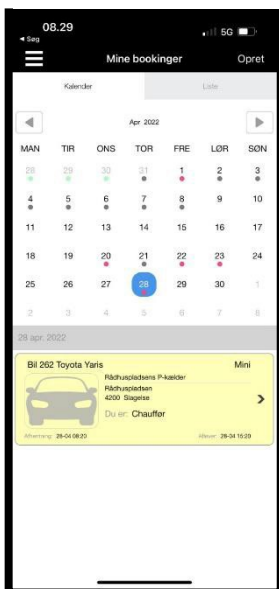 08.29
◂ Søg
5G
Mine bookinger
Opret
Kalender
Liste
Apr 2022
MAN TIR ONS TOR FRE LØR SØN
28 29 30 31 1 2 3
4 5 6 7 8 9 10
11 12 13 14 15 16 17
18 19 20 21 22 23 24
25 26 27 28 29 30 1
2 3 4 5 6 7 8
28 apr. 2022
Bil 262 Toyota Yaris Mini
Rådhuspladsens P-kælder
Rådhuspladsen
4200 Slagelse
Du er: Chauffør
Afhentning: 28-04 08:20 Aflever: 28-04 15:20